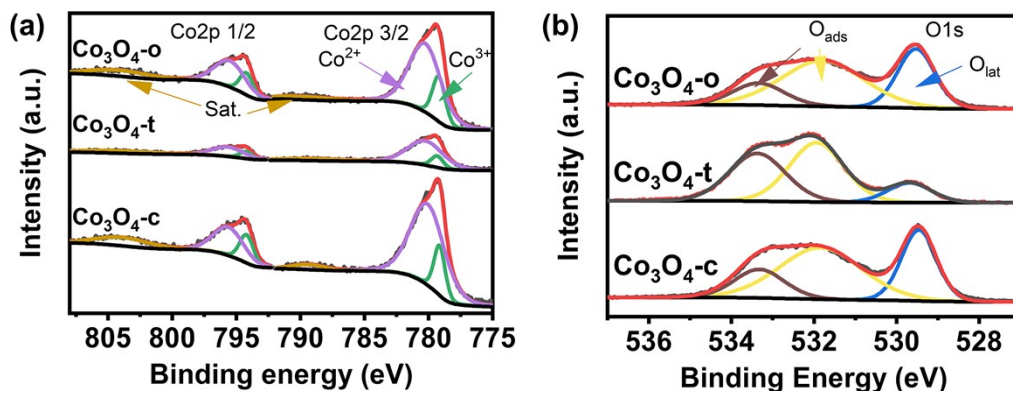 (a)
Co2p 1/2
Co2p 3/2
Co₃O₄-o
Co²⁺
Co³⁺
Sat.
Co₃O₄-t
Co₃O₄-c
Intensity (a.u.)
805 800 795 790 785 780 775
Binding energy (eV)
(b)
O1s
Oads
Co₃O₄-o
Olat
Co₃O₄-t
Co₃O₄-c
Intensity (a.u.)
536 534 532 530 528
Binding Energy (eV)